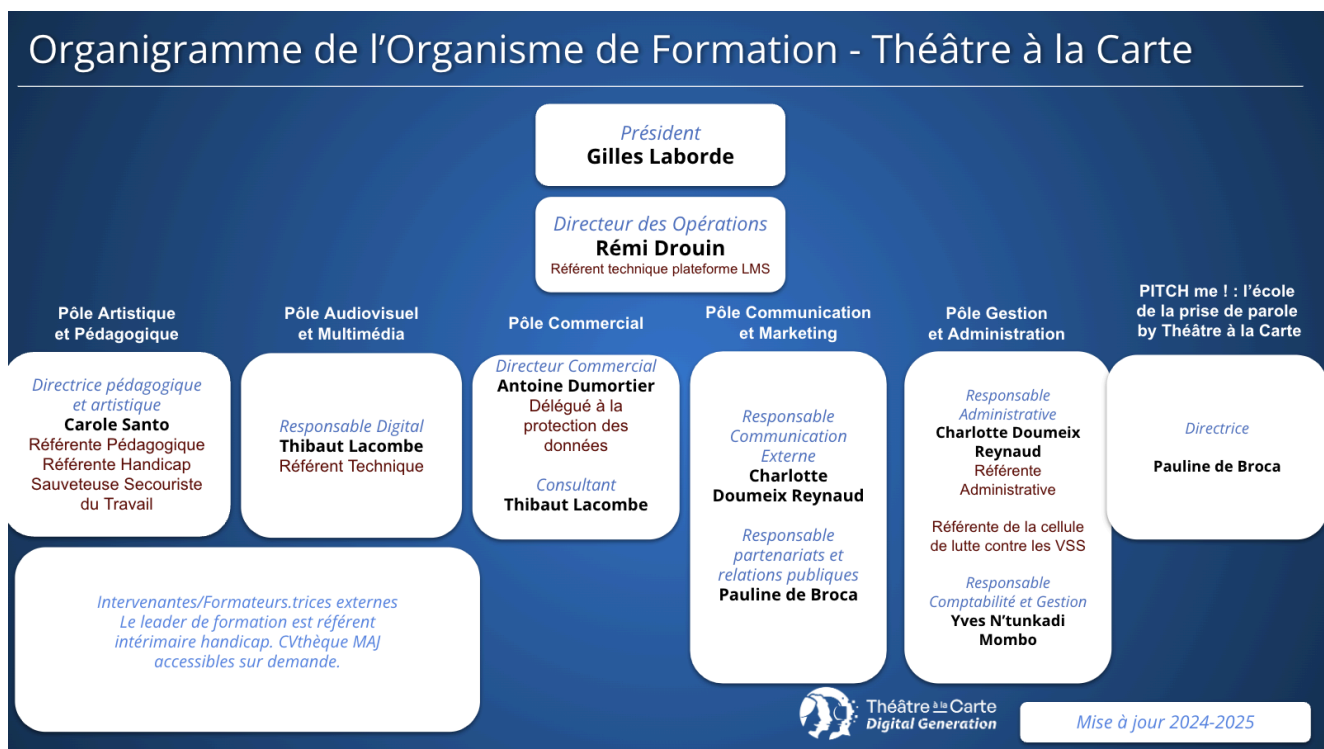 Organigramme de l’Organisme de Formation - Théâtre à la Carte
Président
Gilles Laborde
Directeur des Opérations
Rémi Drouin
Référent technique plateforme LMS
Pôle Artistique
et Pédagogique
Directrice pédagogique
et artistique
Carole Santo
Référente Pédagogique
Référente Handicap
Sauveteuse Secouriste
du Travail
Pôle Audiovisuel
et Multimédia
Responsable Digital
Thibaut Lacombe
Référent Technique
Pôle Commercial
Directeur Commercial
Antoine Dumortier
Délégué à la
protection des
données
Consultant
Thibaut Lacombe
Pôle Communication
et Marketing
Responsable
Communication
Externe
Charlotte
Doumeix Reynaud
Responsable
partenariats et
relations publiques
Pauline de Broca
Pôle Gestion
et Administration
Responsable
Administrative
Charlotte Doumeix
Reynaud
Référente
Administrative
Référente de la cellule
de lutte contre les VSS
Responsable
Comptabilité et Gestion
Yves N’tunkadi
Mombo
PITCH me ! : l’école
de la prise de parole
by Théâtre à la Carte
Directrice
Pauline de Broca
Intervenantes/Formateurs.trices externes
Le leader de formation est référent
intérimaire handicap. CVthèque MAJ
accessibles sur demande.
Théâtre à la Carte
Digital Generation
Mise à jour 2024-2025